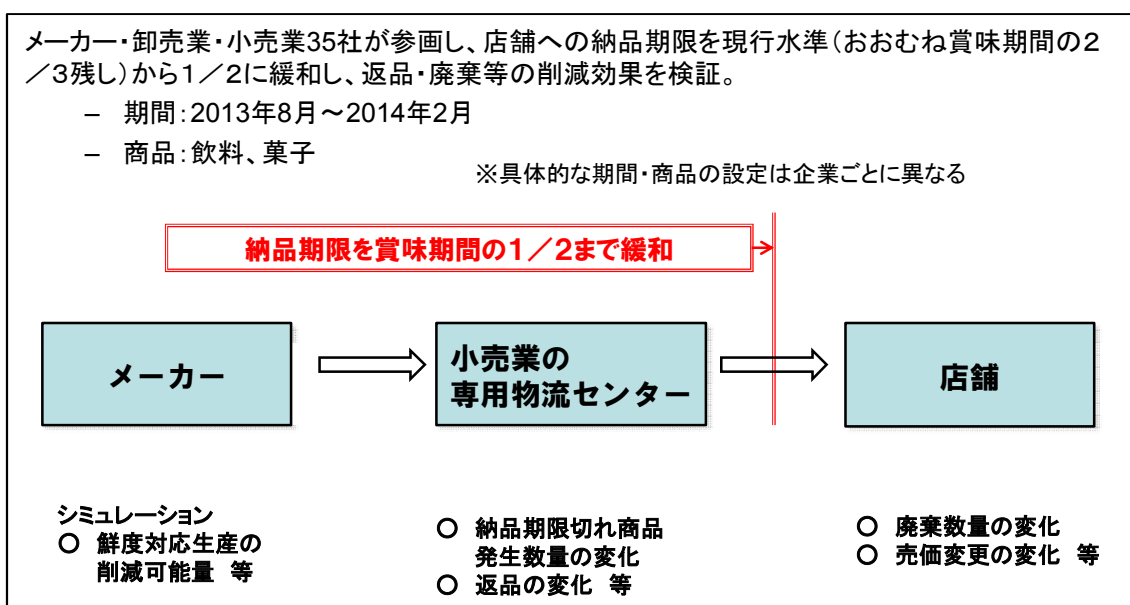 メーカー・卸売業・小売業35社が参画し、店舗への納品期限を現行水準（おおむね賞味期間の２
／３残し）から１／２に緩和し、返品・廃棄等の削減効果を検証。
– 期間：2013年8月～2014年2月
– 商品：飲料、菓子
※具体的な期間・商品の設定は企業ごとに異なる
納品期限を賞味期間の１／２まで緩和
メーカー
小売業の
専用物流センター
店舗
シミュレーション
○ 鮮度対応生産の
削減可能量 等
○ 納品期限切れ商品
発生数量の変化
○ 返品の変化 等
○ 廃棄数量の変化
○ 売価変更の変化 等